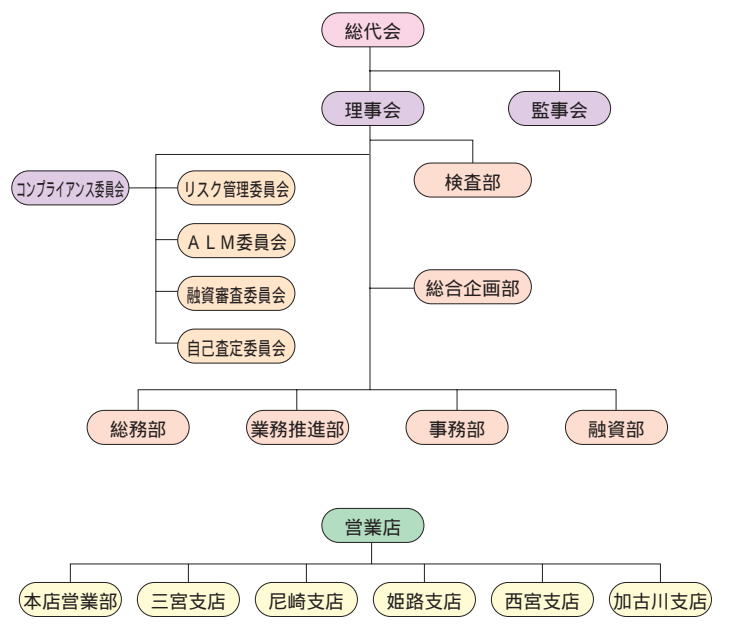 総代会
理事会
監事会
検査部
コンプライアンス委員会
リスク管理委員会
ＡＬＭ委員会
融資審査委員会
自己査定委員会
総合企画部
総務部
業務推進部
事務部
融資部
営業店
本店営業部
三宮支店
尼崎支店
姫路支店
西宮支店
加古川支店